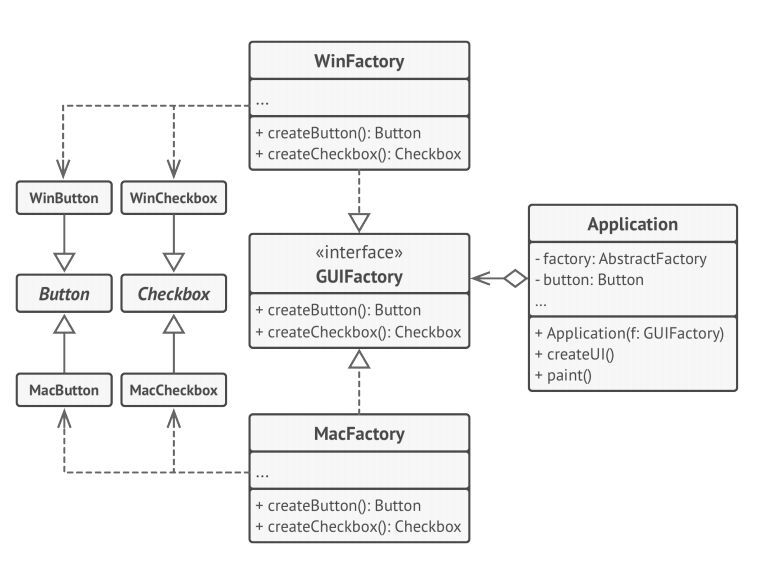 WinFactory
...
+ createButton(): Button
+ createCheckbox(): Checkbox
WinButton
WinCheckbox
Button
Checkbox
MacButton
MacCheckbox
«interface»
GUIFactory
+ createButton(): Button
+ createCheckbox(): Checkbox
Application
- factory: AbstractFactory
- button: Button
...
+ Application(f: GUIFactory)
+ createUI()
+ paint()
MacFactory
...
+ createButton(): Button
+ createCheckbox(): Checkbox